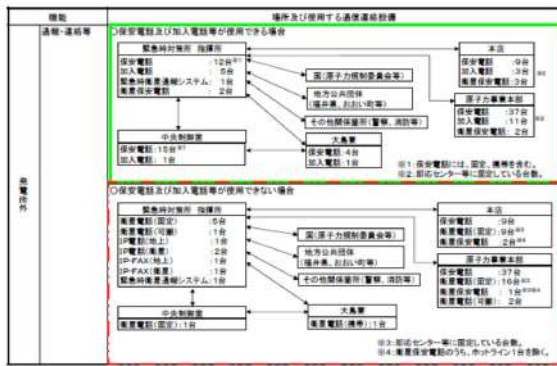 機能
場所及び使用する通信連絡設備
発電所外
通報・連絡等
○保安電話及び加入電話等が使用できる場合
緊急時対策所 指揮所
保安電話 :12台※1
加入電話 : 5台
緊急時衛星通報システム: 1台
衛星保安電話 : 2台
中央制御室
保安電話:15台※1
加入電話: 1台
国(原子力規制委員会等)
地方公共団体
(福井県、おおい町等)
その他関係箇所(警察、消防等)
大島寮
保安電話:4台
加入電話:1台
本店
保安電話 :9台
加入電話 :3台
衛星保安電話:3台 ※2
原子力事業本部
保安電話 :37台
加入電話 :11台 ※2
衛星保安電話: 2台
※1:保安電話には、固定、携帯を含む。
※2:即応センター等に固定している台数。
○保安電話及び加入電話等が使用できない場合
緊急時対策所 指揮所
衛星電話(固定) :5台
衛星電話(可搬) :1台
IP電話(地上) :1台
IP電話(衛星) :2台
IP-FAX(地上) :1台
IP-FAX(衛星) :1台
緊急時衛星通報システム:1台
中央制御室
衛星電話(固定):1台
国(原子力規制委員会等)
地方公共団体
(福井県、おおい町等)
その他関係箇所(警察、消防等)
大島寮
衛星電話(携帯):1台
本店
保安電話 :9台
衛星電話(固定):9台※3
衛星保安電話 :2台※4
原子力事業本部
保安電話 :37台
衛星電話(固定):16台※3
衛星保安電話 : 1台※3※4
衛星電話(可搬): 2台
※3:即応センター等に固定している台数。
※4:衛星保安電話のうち、ホットライン1台を除く。